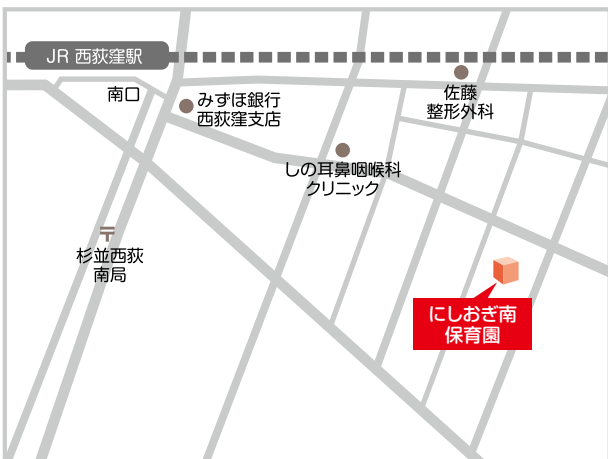 JR 西荻窪駅
南口
みずほ銀行
西荻窪支店
佐藤
整形外科
しの耳鼻咽喉科
クリニック
〒
杉並西荻
南局
にしおぎ南
保育園